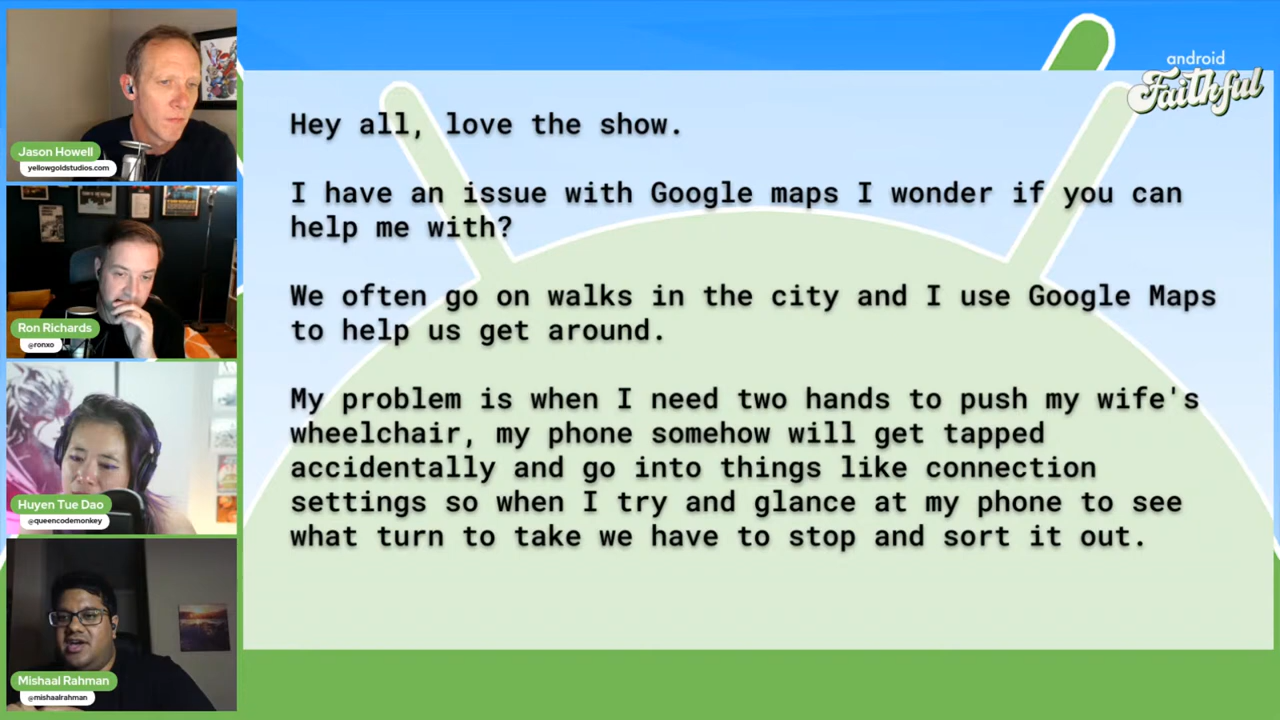 Jason Howell
yellowgoldstudios.com
Ron Richards
@ronxo
Huyen Tue Dao
@queencodemonkey
Mishaal Rahman
@mishaalrahman
android
Faithful
Hey all, love the show.
I have an issue with Google maps I wonder if you can
help me with?
We often go on walks in the city and I use Google Maps
to help us get around.
My problem is when I need two hands to push my wife's
wheelchair, my phone somehow will get tapped
accidentally and go into things like connection
settings so when I try and glance at my phone to see
what turn to take we have to stop and sort it out.